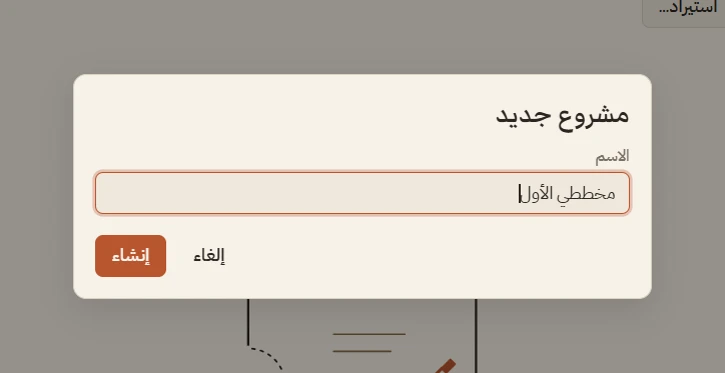 استيراد...
مشروع جديد
الاسم
مخططي الأول
إلغاء
إنشاء